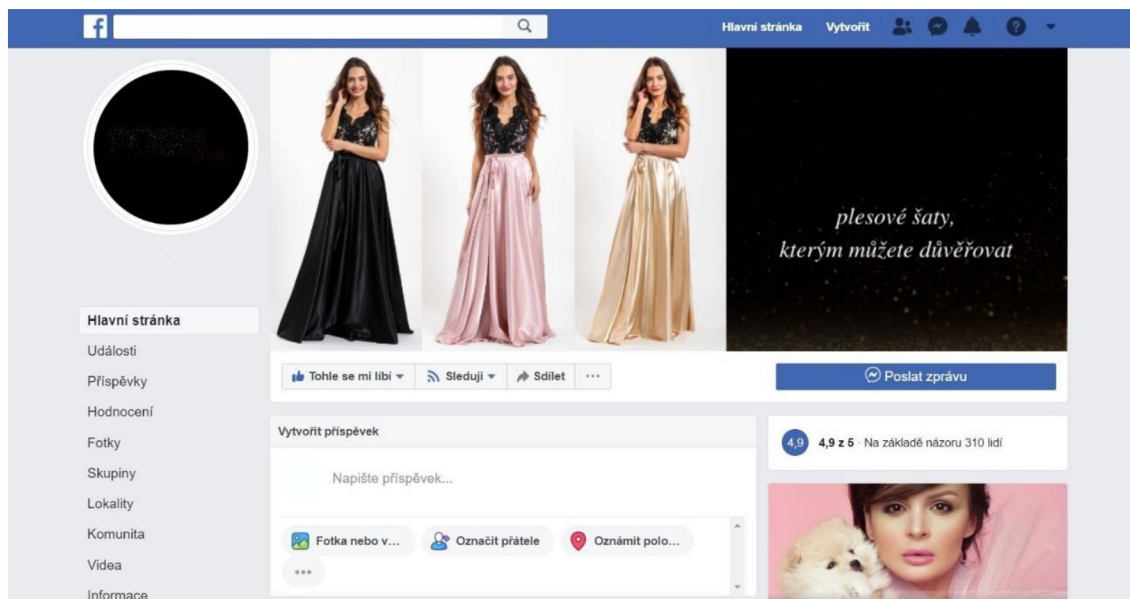 f
Hlavní stránka
Vytvořit
plesové šaty,
kterým můžete důvěřovat
Hlavní stránka
Události
Příspěvky
Hodnocení
Fotky
Skupiny
Lokality
Komunita
Videa
Informace
Tohle se mi líbí
Sleduji
Sdílet
Poslat zprávu
Vytvořit příspěvek
Napište příspěvek...
Fotka nebo v...
Označit přátele
Oznámit polo...
4,9
4,9 z 5 · Na základě názoru 310 lidí